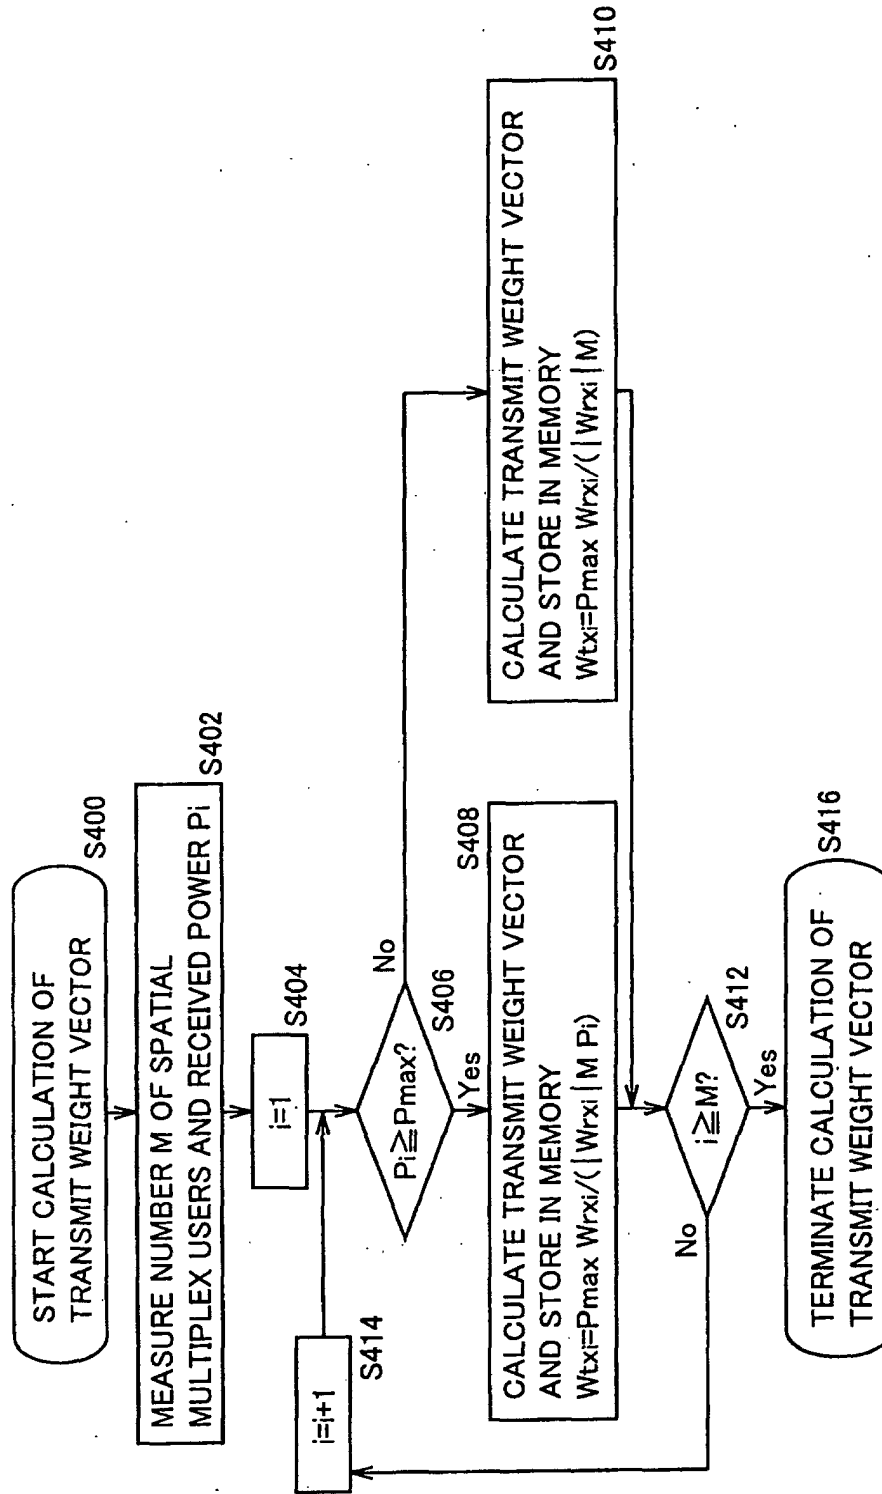 START CALCULATION OF
TRANSMIT WEIGHT VECTOR
S400
MEASURE NUMBER M OF SPATIAL
MULTIPLEX USERS AND RECEIVED POWER Pi
S402
i=1
S404
i=i+1
S414
Pi≧Pmax?
S406
No
Yes
CALCULATE TRANSMIT WEIGHT VECTOR
AND STORE IN MEMORY
Wtxi=Pmax Wrxi/(|Wrxi|M Pi)
S408
CALCULATE TRANSMIT WEIGHT VECTOR
AND STORE IN MEMORY
Wtxi=Pmax Wrxi/(|Wrxi|M)
S410
i≧M?
S412
No
Yes
TERMINATE CALCULATION OF
TRANSMIT WEIGHT VECTOR
S416